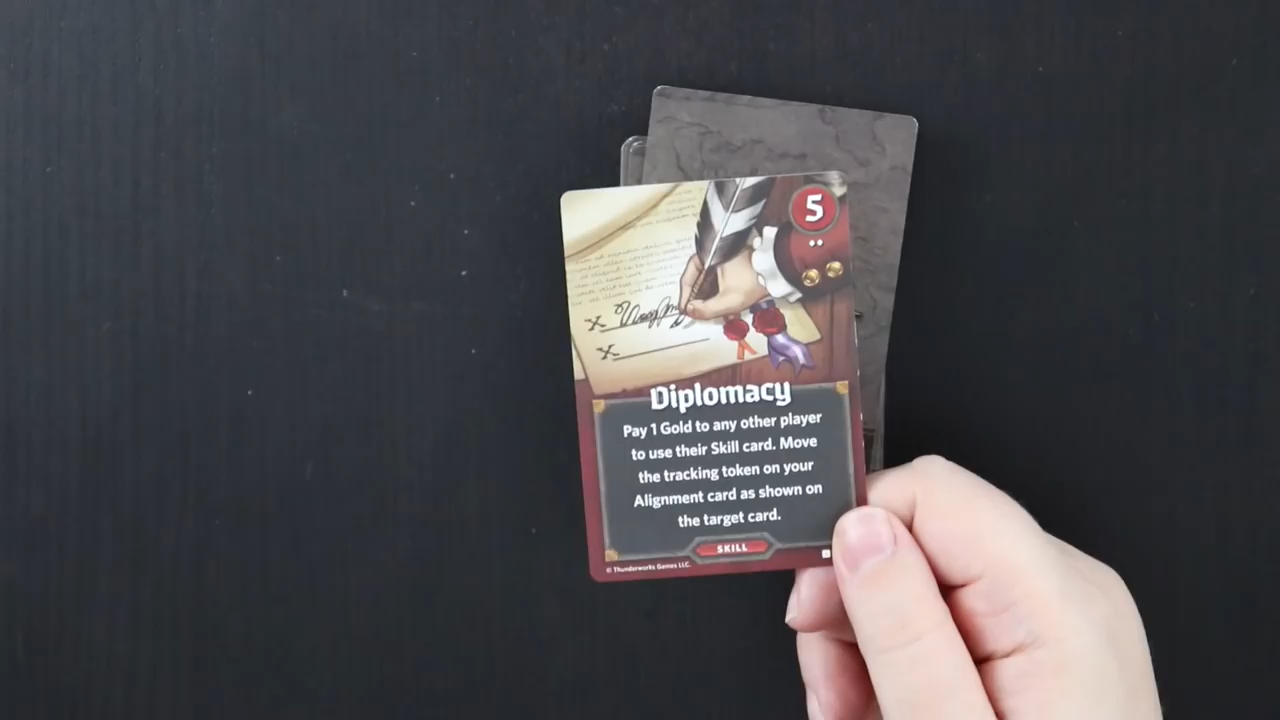 5
X
X
Diplomacy
Pay 1 Gold to any other player
to use their Skill card. Move
the tracking token on your
Alignment card as shown on
the target card.
SKILL
© Thunderworks Games LLC.